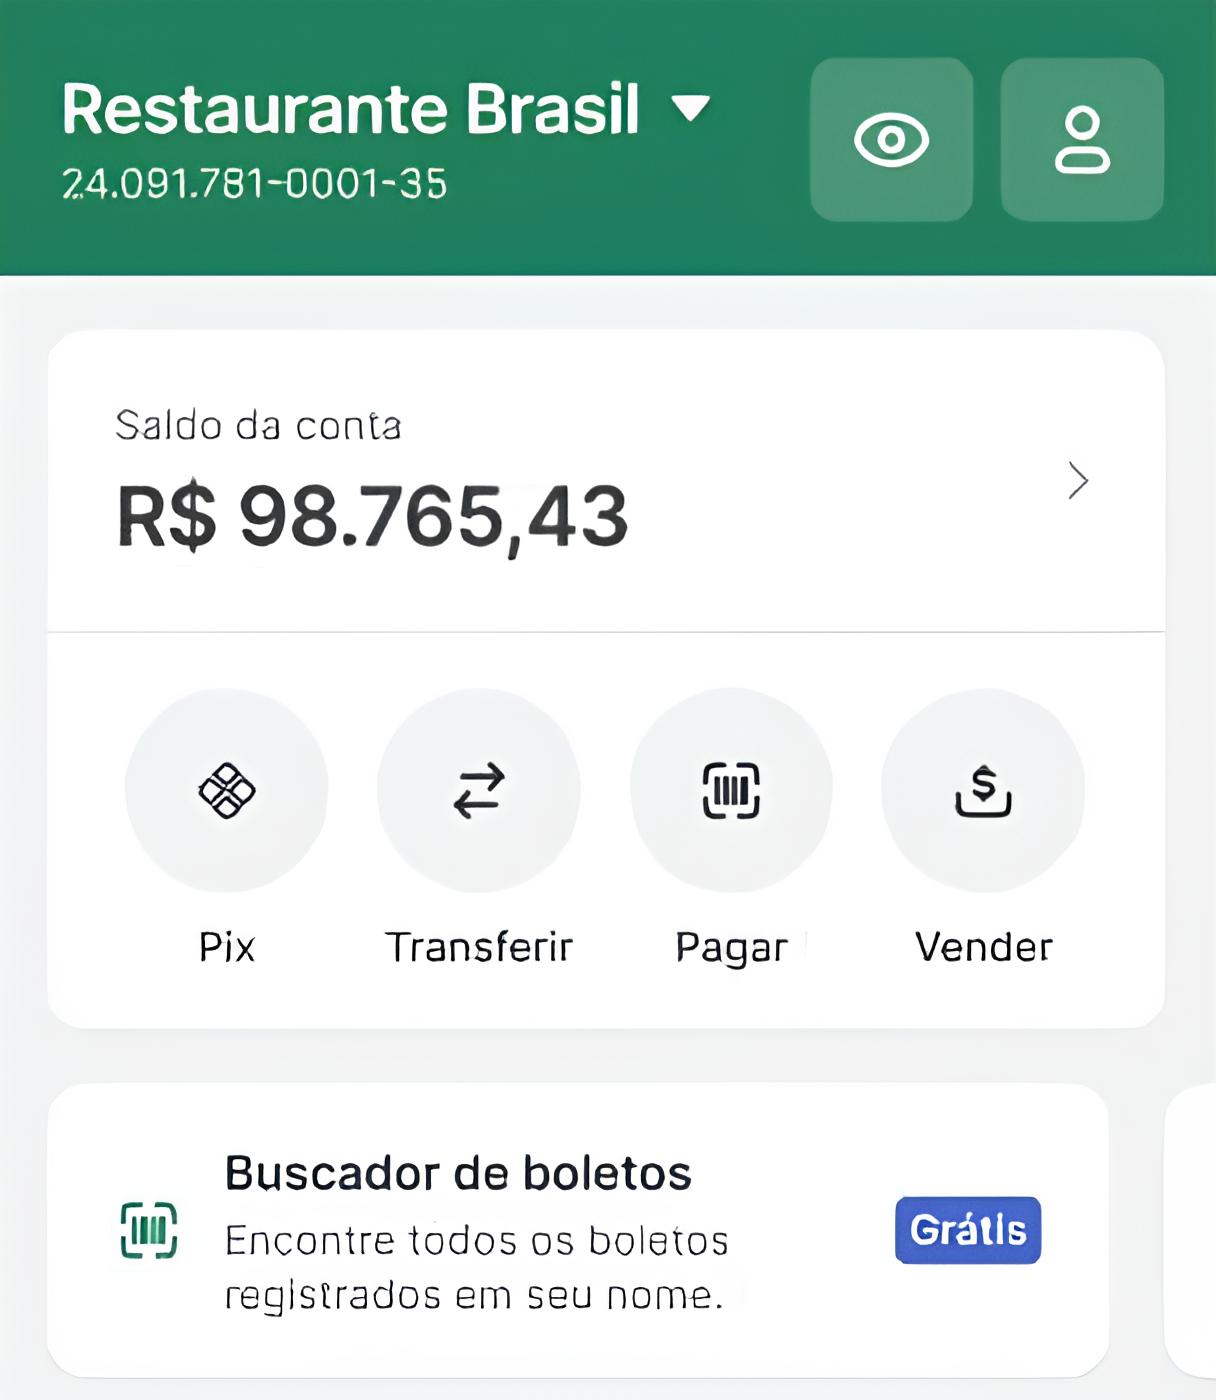 Restaurante Brasil
24.091.781-0001-35
Saldo da conta
R$ 98.765,43
Pix
Transferir
Pagar
Vender
Buscador de boletos
Encontre todos os boletos
registrados em seu nome.
Grátis